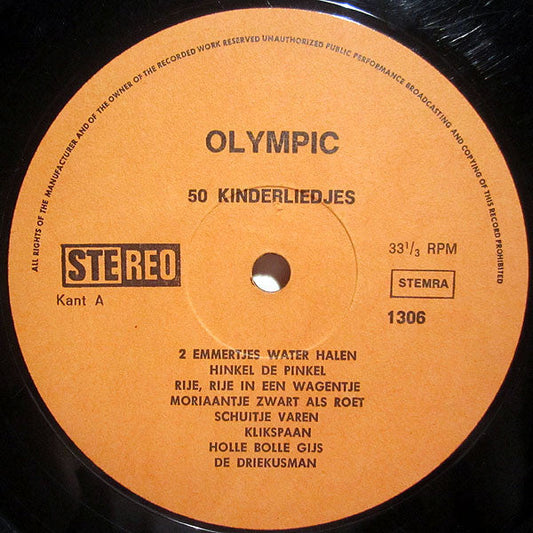 ALL RIGHTS OF THE MANUFACTURER AND OF THE OWNER OF THE RECORDED WORK RESERVED UNAUTHORIZED PUBLIC PERFORMANCE BROADCASTING AND COPYING OF THIS RECORD PROHIBITED
OLYMPIC
50 KINDERLIEDJES
STEREO
33 1/3 RPM
Kant A
STEMRA
1306
2 EMMERTJES WATER HALEN
HINKEL DE PINKEL
RIJE, RIJE IN EEN WAGENTJE
MORIAANTJE ZWART ALS ROET
SCHUITJE VAREN
KLIKSPAAN
HOLLE BOLLE GIJS
DE DRIEKUSMAN